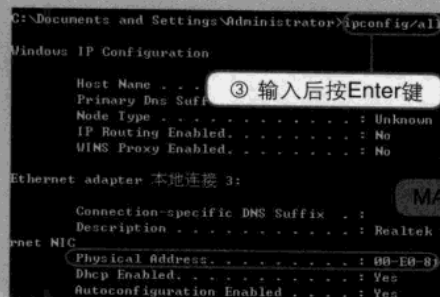 C:\Documents and Settings\Administrator>ipconfig/all
Windows IP Configuration
Host Name . . . .
③ 输入后按Enter键
Primary Dns Suff
Node Type . . . . . . . . . . . . : Unknown
IP Routing Enabled. . . . . . . . : No
WINS Proxy Enabled. . . . . . . . : No
Ethernet adapter 本地连接 3:
MA
Connection-specific DNS Suffix . :
Description . . . . . . . . . . . : Realtek
rnet NIC
Physical Address. . . . . . . . . : 00-E0-8
Dhcp Enabled. . . . . . . . . . . : Yes
Autoconfiguration Enabled . . . . : Yes